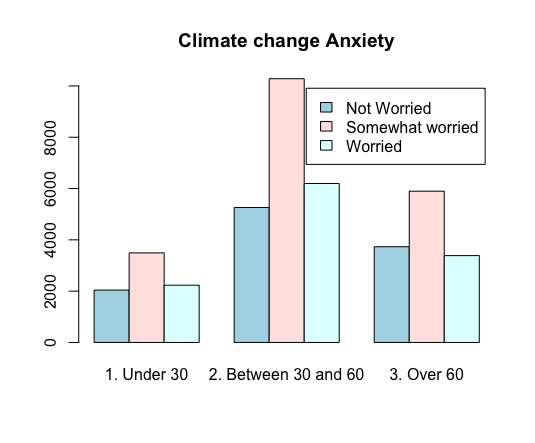 Climate change Anxiety
Not Worried
Somewhat worried
Worried
8000
6000
4000
2000
0
1. Under 30
2. Between 30 and 60
3. Over 60